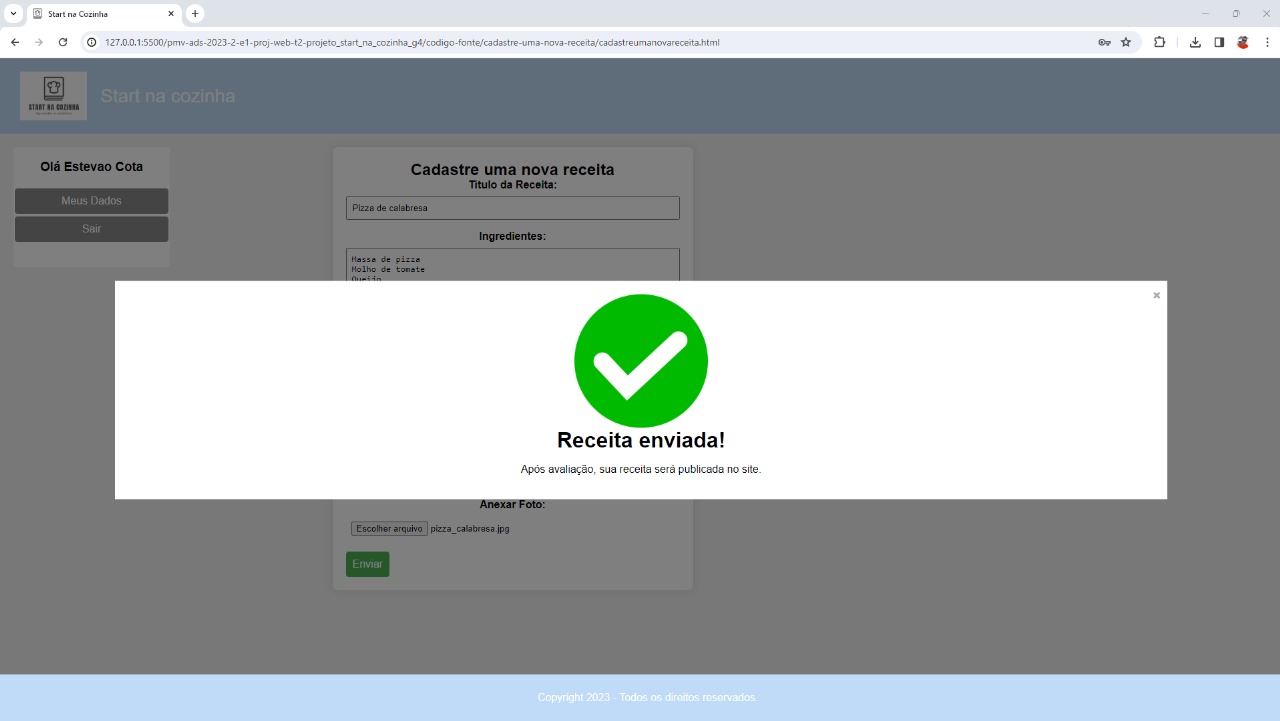 Start na Cozinha
127.0.0.1:5500/pmv-ads-2023-2-e1-proj-web-t2-projeto_start_na_cozinha_g4/codigo-fonte/cadastre-uma-nova-receita/cadastreumanovareceita.html
START NA COZINHA
Start na cozinha
Olá Estevao Cota
Meus Dados
Sair
Cadastre uma nova receita
Titulo da Receita:
Pizza de calabresa
Ingredientes:
Massa de pizza
Molho de tomate
Queijo
Receita enviada!
Após avaliação, sua receita será publicada no site.
Anexar Foto:
Escolher arquivo pizza_calabresa.jpg
Enviar
Copyright 2023 - Todos os direitos reservados.